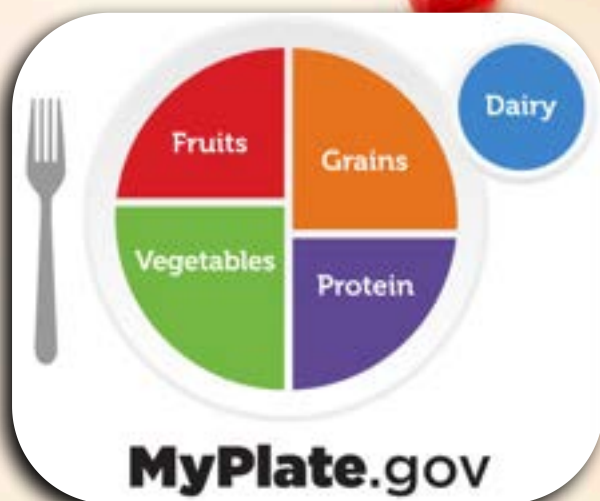 Dairy
Fruits
Grains
Vegetables
Protein
MyPlate.gov